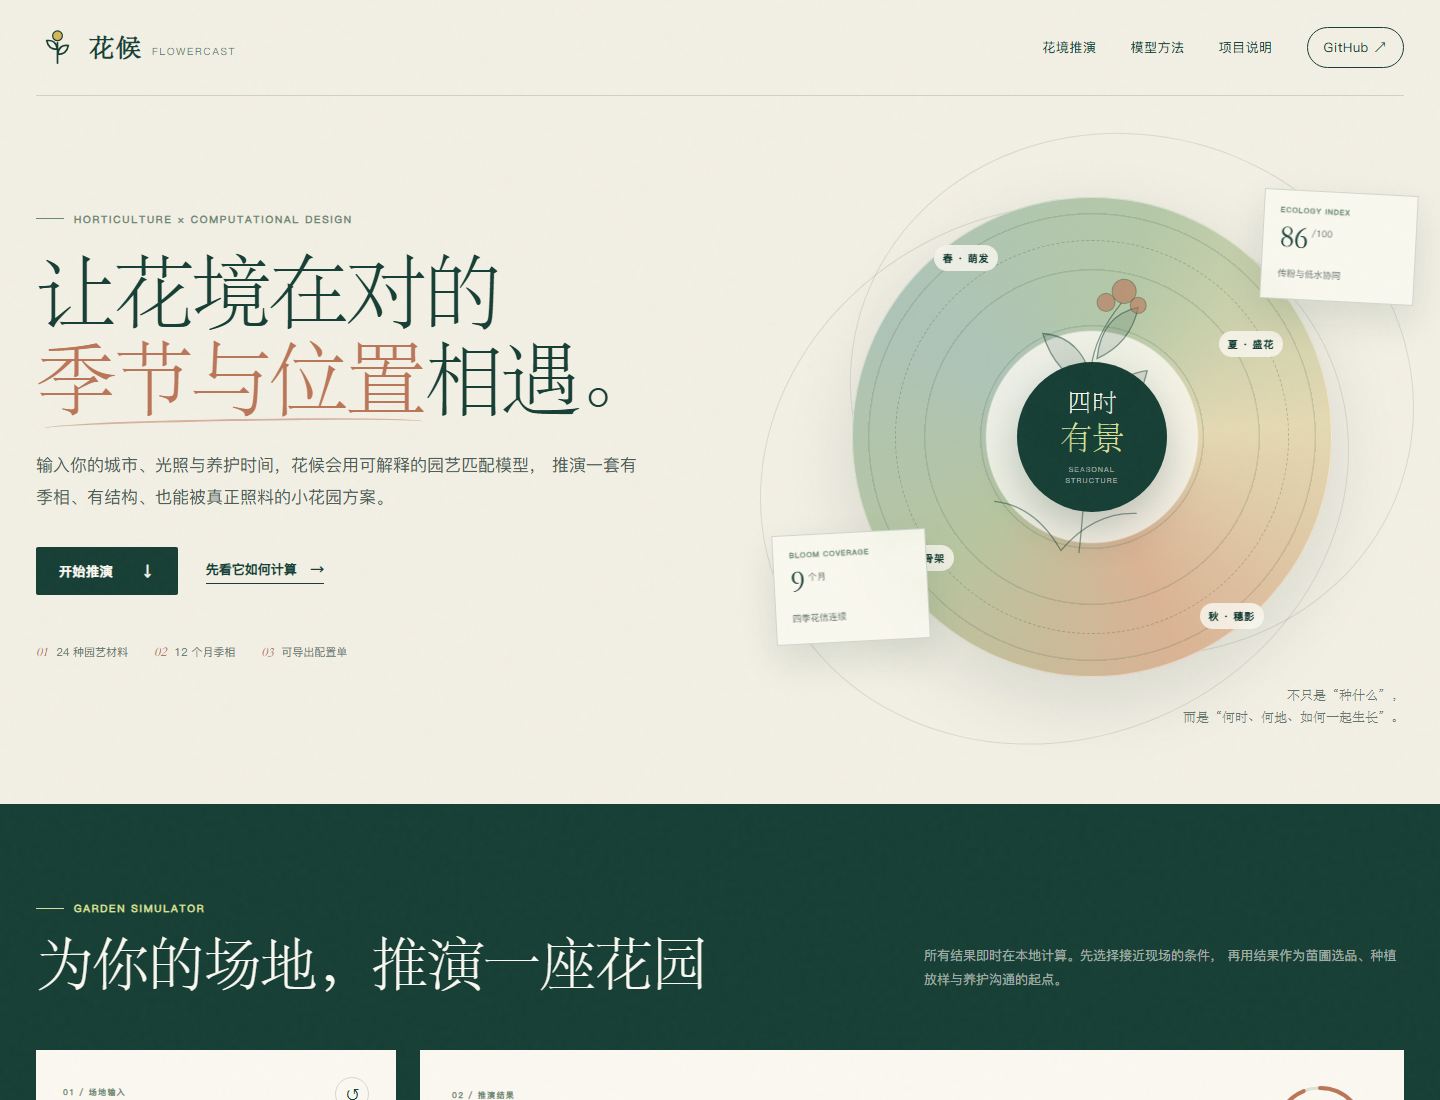 花候 FLOWERCAST
花境推演 模型方法 项目说明 GitHub ↗
HORTICULTURE × COMPUTATIONAL DESIGN
让花境在对的
季节与位置相遇。
输入你的城市、光照与养护时间，花候会用可解释的园艺匹配模型， 推演一套有
季相、有结构、也能被真正照料的小花园方案。
开始推演 ↓
先看它如何计算 →
01 24 种园艺材料 02 12 个月季相 03 可导出配置单
ECOLOGY INDEX
86 /100
传粉与低水协同
春 · 萌发
夏 · 盛花
四时
有景
SEASONAL
STRUCTURE
BLOOM COVERAGE
9 个月
四季花信连续
骨架
秋 · 穗影
不只是“种什么”，
而是“何时、何地、如何一起生长”。
GARDEN SIMULATOR
为你的场地，推演一座花园
所有结果即时在本地计算。先选择接近现场的条件， 再用结果作为苗圃选品、种植
放样与养护沟通的起点。
01 / 场地输入
↺
02 / 推演结果